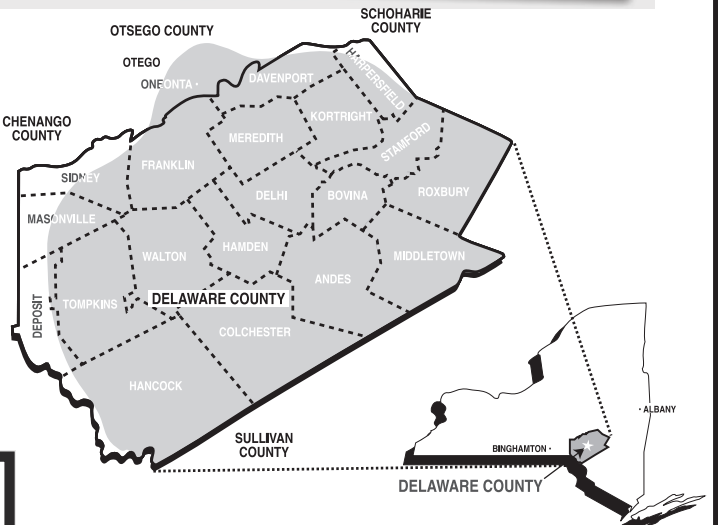 SCHOHARIE
COUNTY
OTSEGO COUNTY
OTEGO
ONEONTA
DAVENPORT
HARPERSFIELD
CHENANGO
COUNTY
KORTRIGHT
MEREDITH
STAMFORD
FRANKLIN
SIDNEY
DELHI
BOVINA
ROXBURY
MASONVILLE
HAMDEN
WALTON
MIDDLETOWN
ANDES
DELAWARE COUNTY
TOMPKINS
DEPOSIT
COLCHESTER
HANCOCK
SULLIVAN
COUNTY
ALBANY
BINGHAMTON
DELAWARE COUNTY